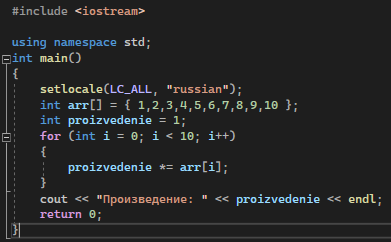 #include <iostream>
using namespace std;
int main()
{
setlocale(LC_ALL, "russian");
int arr[] = { 1,2,3,4,5,6,7,8,9,10 };
int proizvedenie = 1;
for (int i = 0; i < 10; i++)
{
proizvedenie *= arr[i];
}
cout << "Произведение: " << proizvedenie << endl;
return 0;
}